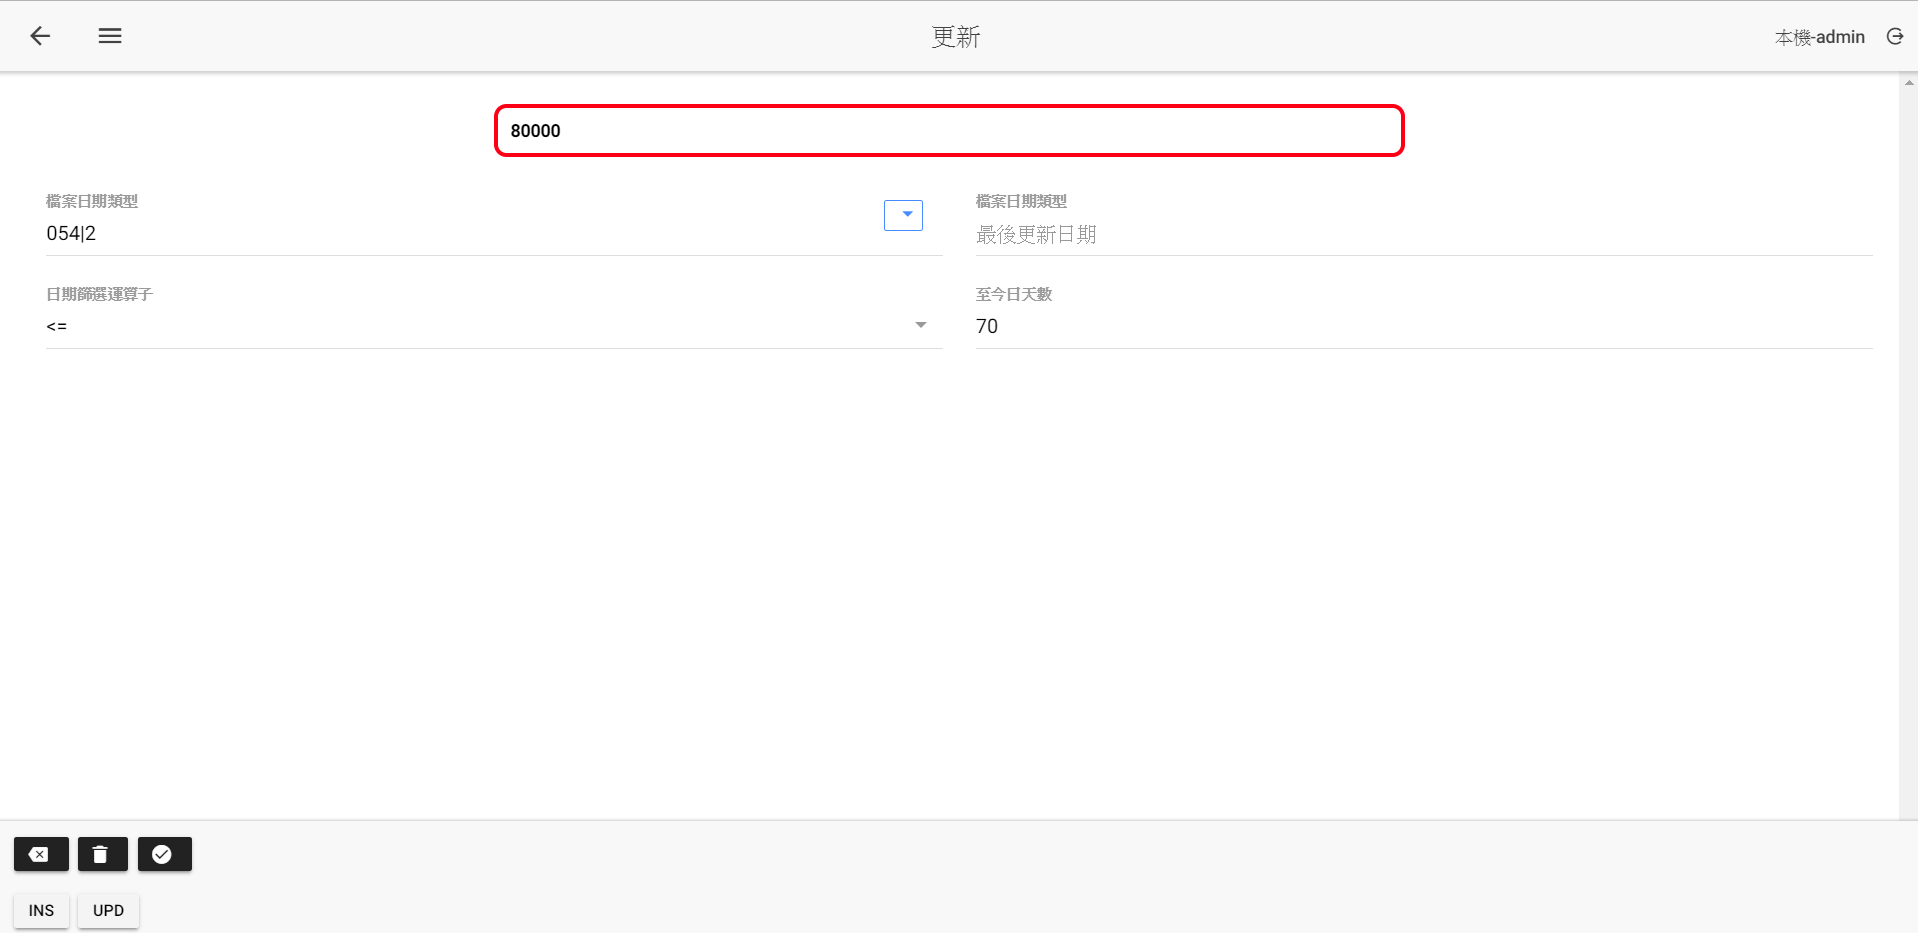 更新
本機-admin
80000
檔案日期類型
054|2
檔案日期類型
最後更新日期
日期篩選運算子
<=
至今日天數
70
INS
UPD